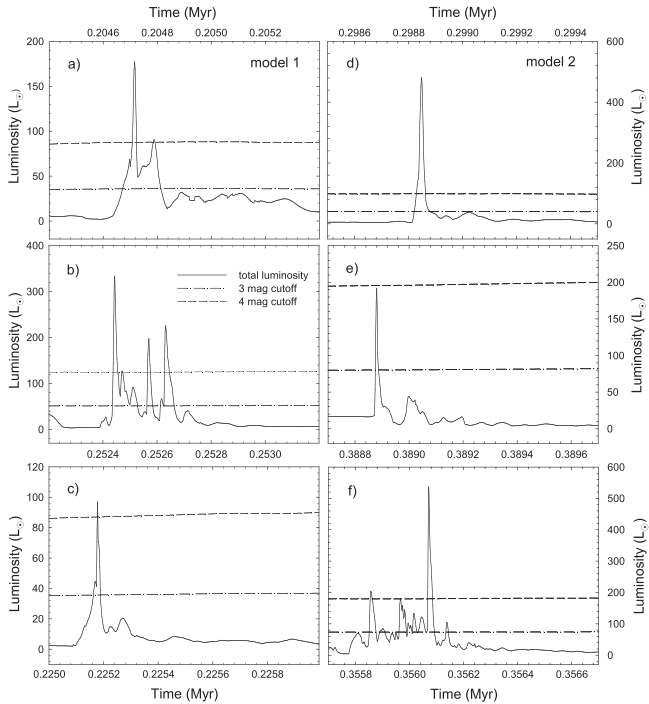 Time (Myr) Time (Myr)
0.2046 0.2048 0.2050 0.2052 0.2986 0.2988 0.2990 0.2992 0.2994
200 600
a) model 1 d) model 2
150 400
100 200
50
0 0
Luminosity (L☉) Luminosity (L☉)
400 250
b) e)
total luminosity
3 mag cutoff
4 mag cutoff
300 200
200 150
100 100
50
0 0
Luminosity (L☉) Luminosity (L☉)
0.2524 0.2526 0.2528 0.2530 0.3888 0.3890 0.3892 0.3894 0.3896
120 600
c) f)
100 500
80 400
60 300
40 200
20 100
0 0
Luminosity (L☉) Luminosity (L☉)
0.2250 0.2252 0.2255 0.2258 0.2260 0.3558 0.3560 0.3562 0.3564 0.3566
Time (Myr) Time (Myr)